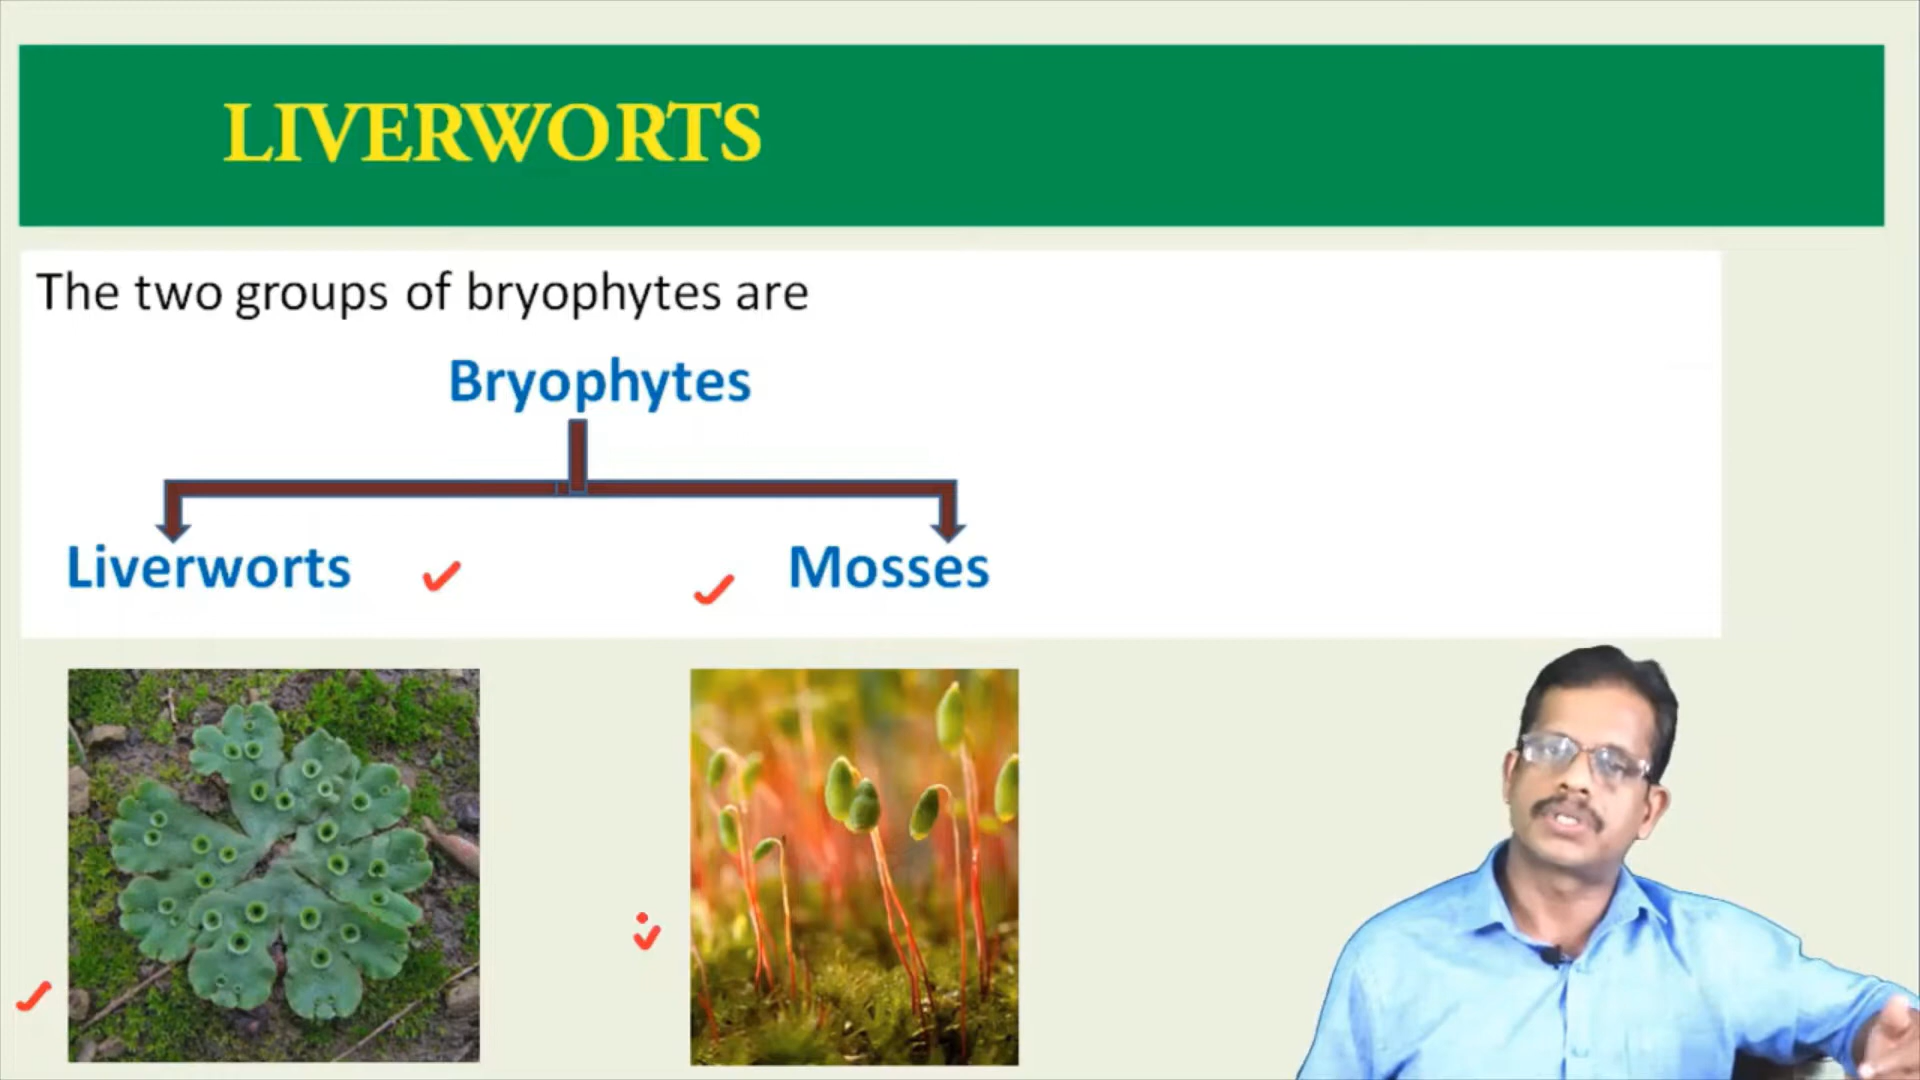 LIVERWORTS
The two groups of bryophytes are
Bryophytes
Liverworts
Mosses